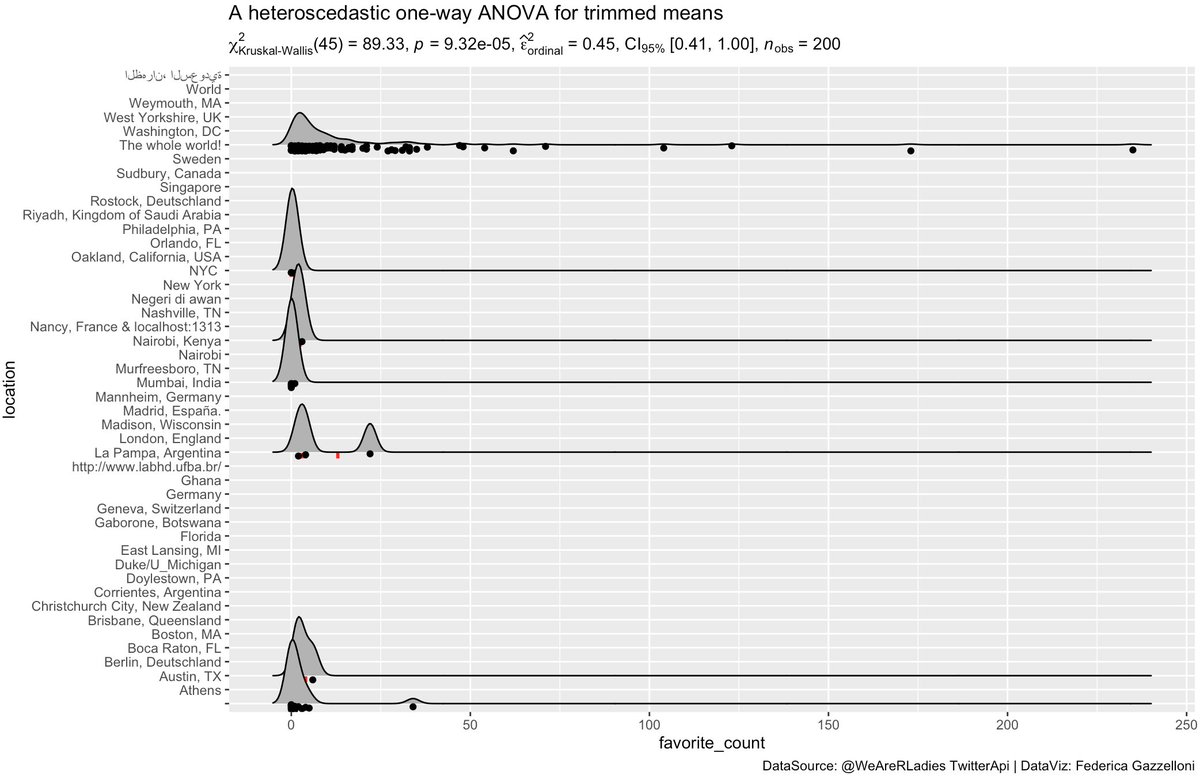 A heteroscedastic one-way ANOVA for trimmed means
χ²Kruskal-Wallis(45) = 89.33, p = 9.32e-05, ε̂²ordinal = 0.45, CI95% [0.41, 1.00], nobs = 200
الظهران، السعودية
World
Weymouth, MA
West Yorkshire, UK
Washington, DC
The whole world!
Sweden
Sudbury, Canada
Singapore
Rostock, Deutschland
Riyadh, Kingdom of Saudi Arabia
Philadelphia, PA
Orlando, FL
Oakland, California, USA
NYC
New York
Negeri di awan
Nashville, TN
Nancy, France & localhost:1313
Nairobi, Kenya
Nairobi
Murfreesboro, TN
Mumbai, India
Mannheim, Germany
Madrid, España.
Madison, Wisconsin
London, England
La Pampa, Argentina
http://www.labhd.ufba.br/
Ghana
Germany
Geneva, Switzerland
Gaborone, Botswana
Florida
East Lansing, MI
Duke/U_Michigan
Doylestown, PA
Corrientes, Argentina
Christchurch City, New Zealand
Brisbane, Queensland
Boston, MA
Boca Raton, FL
Berlin, Deutschland
Austin, TX
Athens
location
0 50 100 150 200 250
favorite_count
DataSource: @WeAreRLadies TwitterApi | DataViz: Federica Gazzelloni